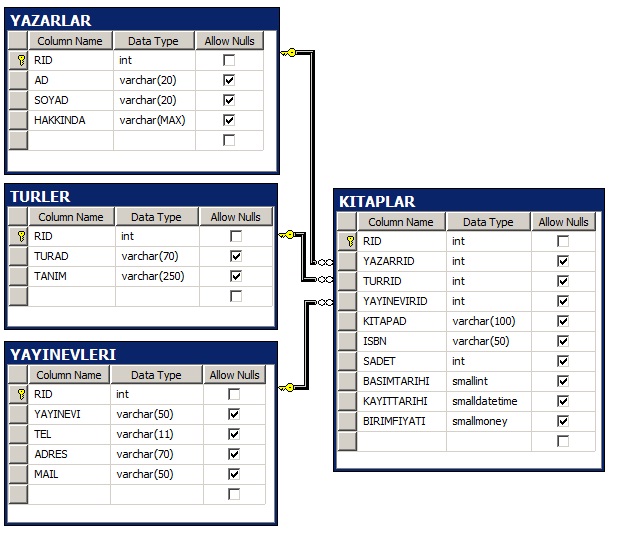 YAZARLAR
Column Name Data Type Allow Nulls
RID int
AD varchar(20)
SOYAD varchar(20)
HAKKINDA varchar(MAX)
TURLER
Column Name Data Type Allow Nulls
RID int
TURAD varchar(70)
TANIM varchar(250)
YAYINEVLERI
Column Name Data Type Allow Nulls
RID int
YAYINEVI varchar(50)
TEL varchar(11)
ADRES varchar(70)
MAIL varchar(50)
KITAPLAR
Column Name Data Type Allow Nulls
RID int
YAZARRID int
TURRID int
YAYINEVIRID int
KITAPAD varchar(100)
ISBN varchar(50)
SADET int
BASIMTARIHI smallint
KAYITTARIHI smalldatetime
BIRIMFIYATI smallmoney